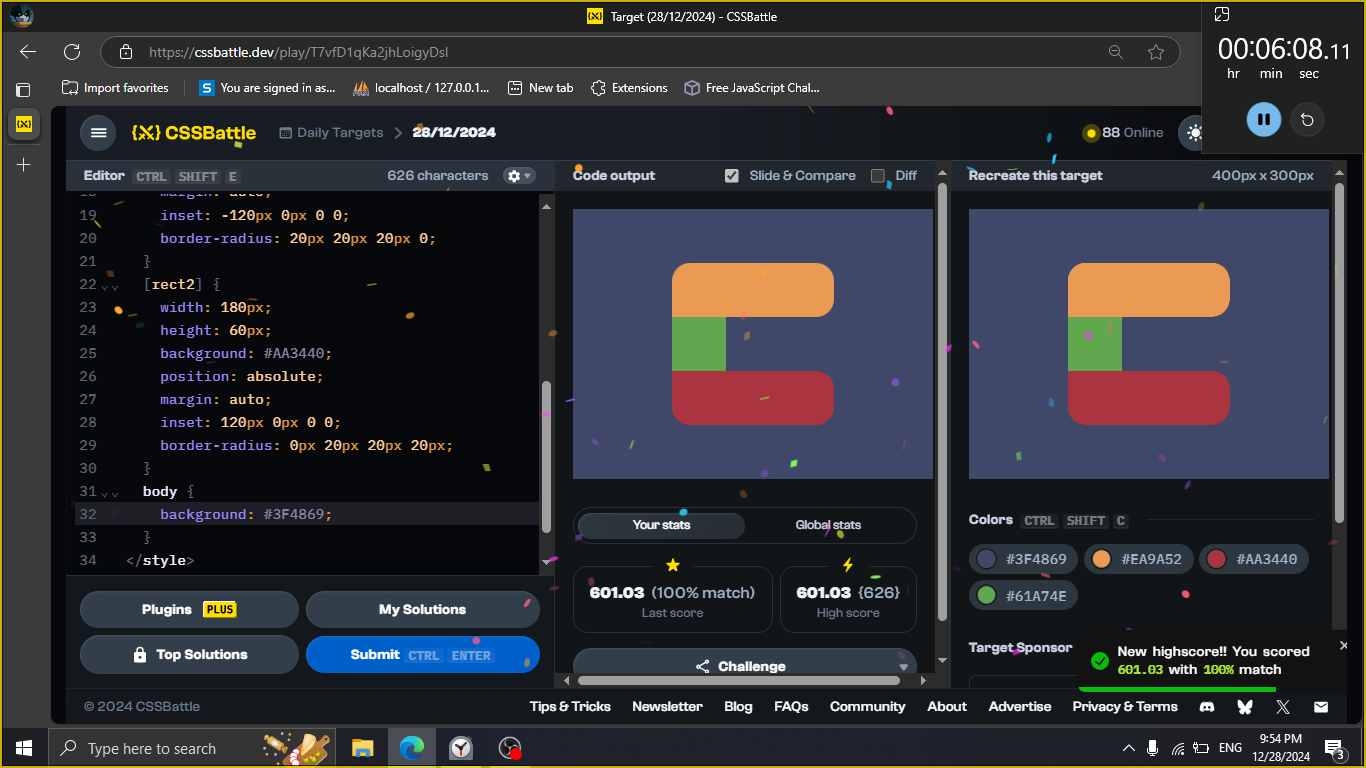 Target (28/12/2024) - CSSBattle
https://cssbattle.dev/play/T7vfD1qKa2jhLoigyDsl
00:06:08.11
hr min sec
Import favorites
You are signed in as...
localhost / 127.0.0.1...
New tab
Extensions
Free JavaScript Chal...
CSSBattle
Daily Targets
28/12/2024
88 Online
Editor CTRL SHIFT E
626 characters
Code output
Slide & Compare
Diff
Recreate this target
400px x 300px
18 margin: auto;
19 inset: -120px 0px 0 0;
20 border-radius: 20px 20px 20px 0;
21 }
22 [rect2] {
23 width: 180px;
24 height: 60px;
25 background: #AA3440;
26 position: absolute;
27 margin: auto;
28 inset: 120px 0px 0 0;
29 border-radius: 0px 20px 20px 20px;
30 }
31 body {
32 background: #3F4869;
33 }
34 </style>
Plugins PLUS
My Solutions
Top Solutions
Submit CTRL ENTER
Your stats
Global stats
601.03 (100% match)
Last score
601.03 {626}
High score
Challenge
Colors CTRL SHIFT C
#3F4869
#EA9A52
#AA3440
#61A74E
Target Sponsor
New highscore!! You scored
601.03 with 100% match
© 2024 CSSBattle
Tips & Tricks
Newsletter
Blog
FAQs
Community
About
Advertise
Privacy & Terms
Type here to search
ENG
9:54 PM
12/28/2024
3